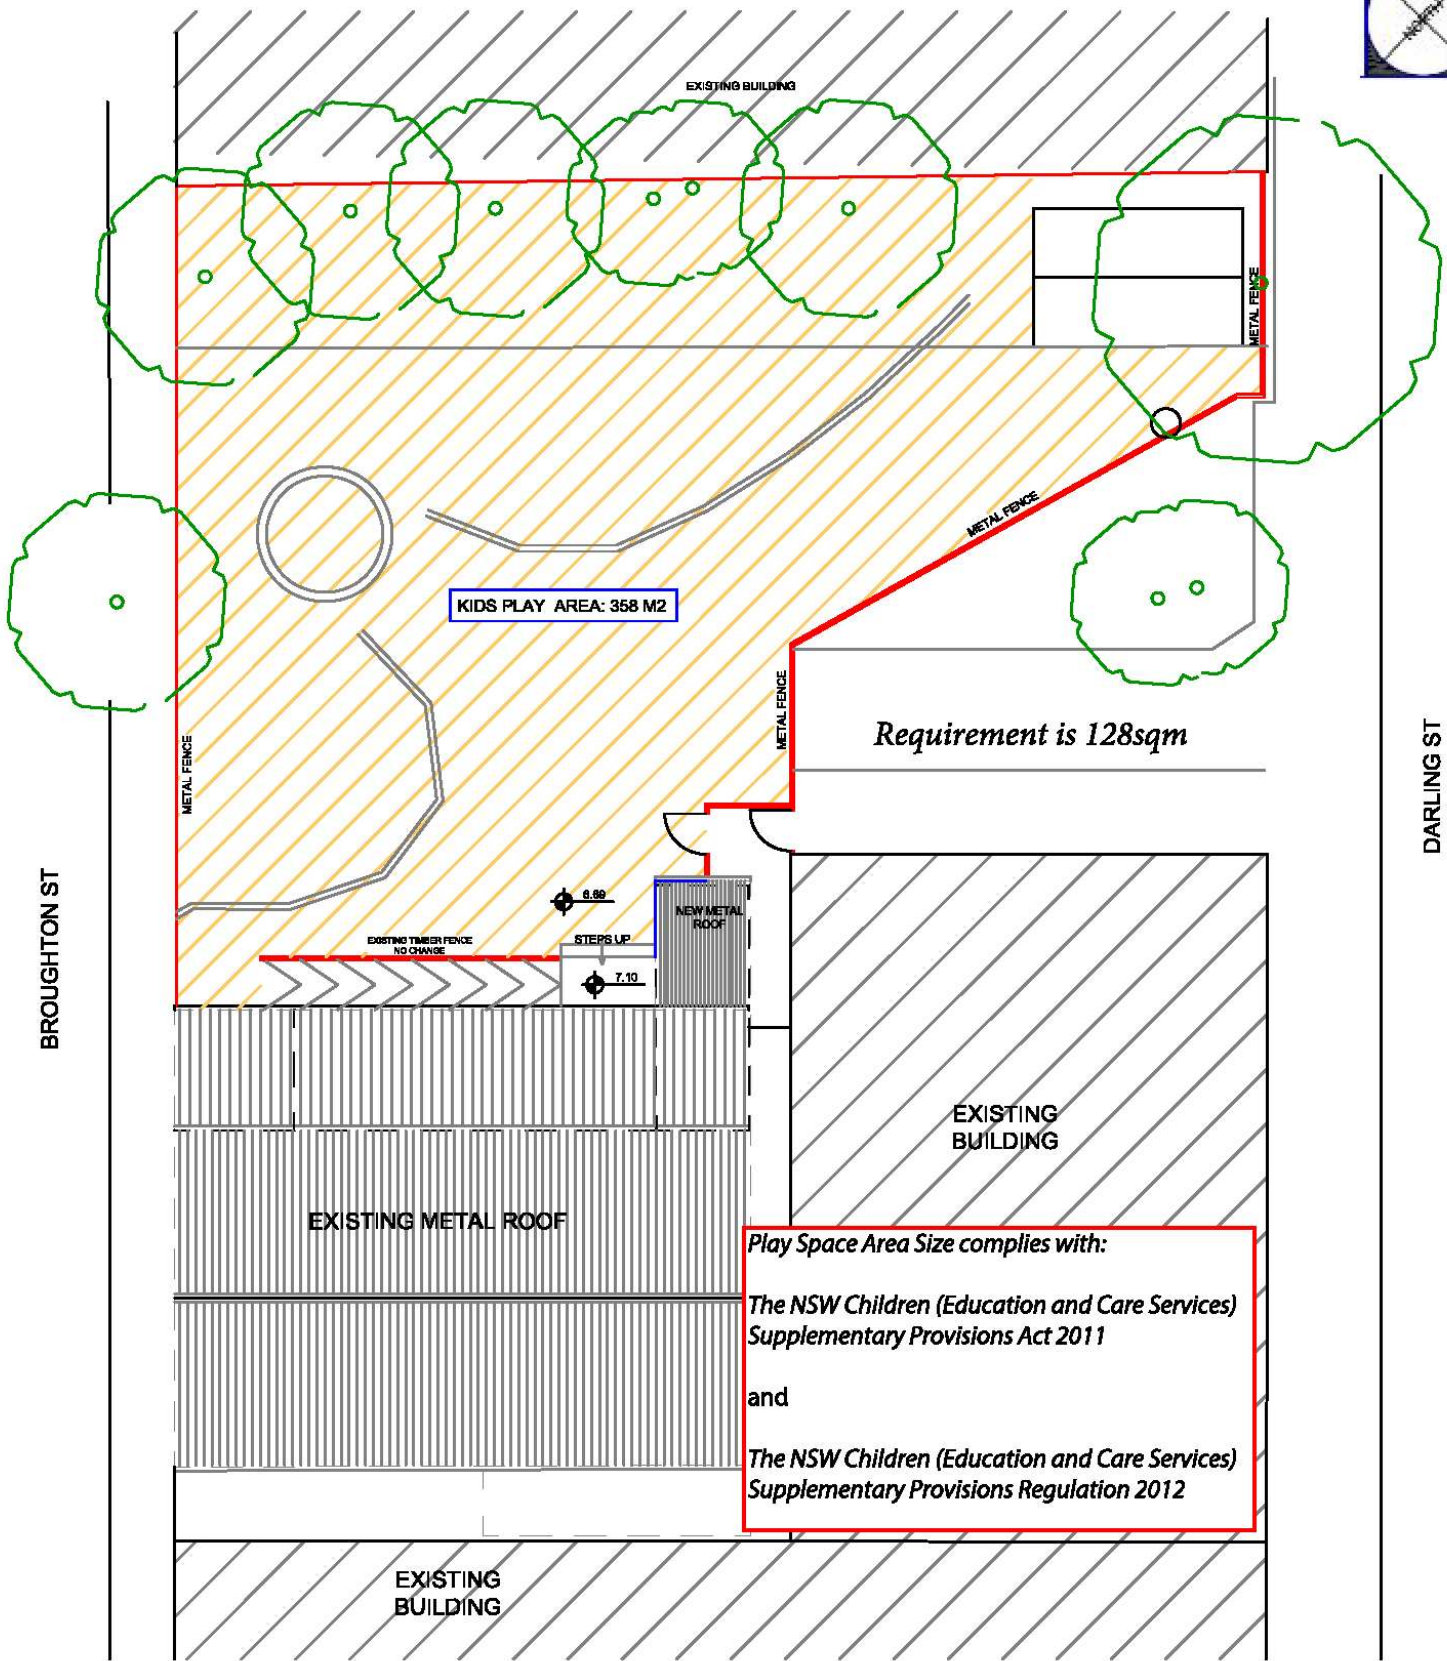 NORTH
EXISTING BUILDING
METAL FENCE
METAL FENCE
KIDS PLAY AREA: 358 M2
METAL FENCE
Requirement is 128sqm
METAL FENCE
DARLING ST
BROUGHTON ST
6.69
NEW METAL
ROOF
EXISTING TIMBER FENCE
NO CHANGE
STEPS UP
7.10
EXISTING
BUILDING
EXISTING METAL ROOF
Play Space Area Size complies with:
The NSW Children (Education and Care Services)
Supplementary Provisions Act 2011
and
The NSW Children (Education and Care Services)
Supplementary Provisions Regulation 2012
EXISTING
BUILDING